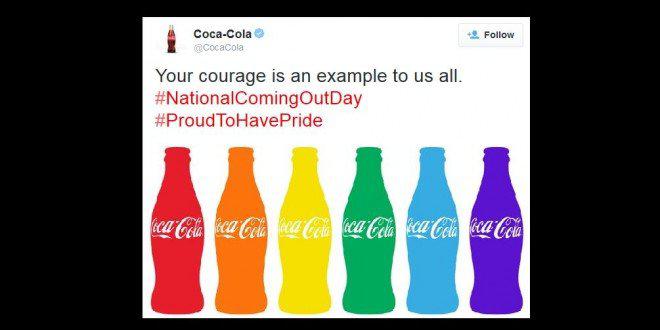 Coca-Cola
@CocaCola
Follow
Your courage is an example to us all.
#NationalComingOutDay
#ProudToHavePride
Coca-Cola Coca-Cola Coca-Cola Coca-Cola Coca-Cola Coca-Cola